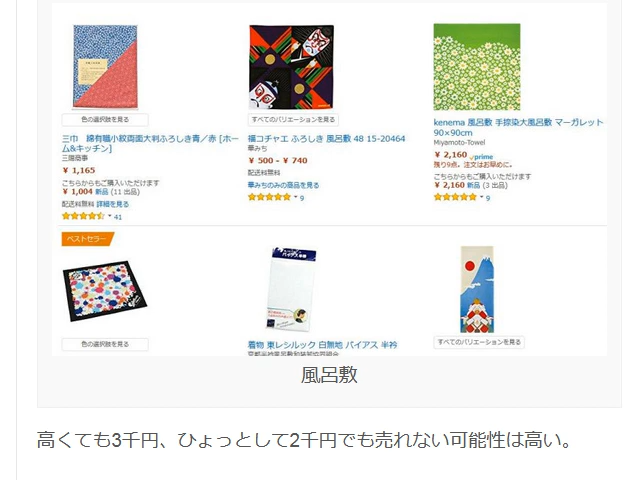 色の選択肢を見る
すべてのバリエーションを見る
三巾　綿有職小紋両面大判ふろしき青／赤 [ホー
ム&キッチン]
三陽商事
￥ 1,165
こちらからもご購入いただけます
￥ 1,004 新品 (11 出品)
配送料無料 詳細を見る
41
福コチャエ ふろしき 風呂敷 48 15-20464
華みち
￥ 500 - ￥ 740
配送料無料
華みちのみの商品を見る
9
kenema 風呂敷 手捺染大風呂敷 マーガレット
90×90cm
Miyamoto-Towel
￥ 2,160 prime
残り9点。注文はお早めに。
こちらからもご購入いただけます
￥ 2,160 新品 (3 出品)
9
ベストセラー
色の選択肢を見る
バイアス 半衿
着物 東レシルック 白無地 バイアス 半衿
すべてのバリエーションを見る
風呂敷
高くても3千円、ひょっとして2千円でも売れない可能性は高い。